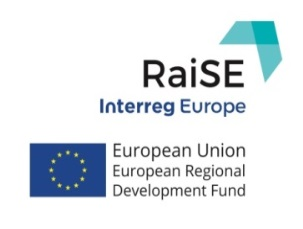 RaiSE
Interreg Europe
European Union
European Regional
Development Fund